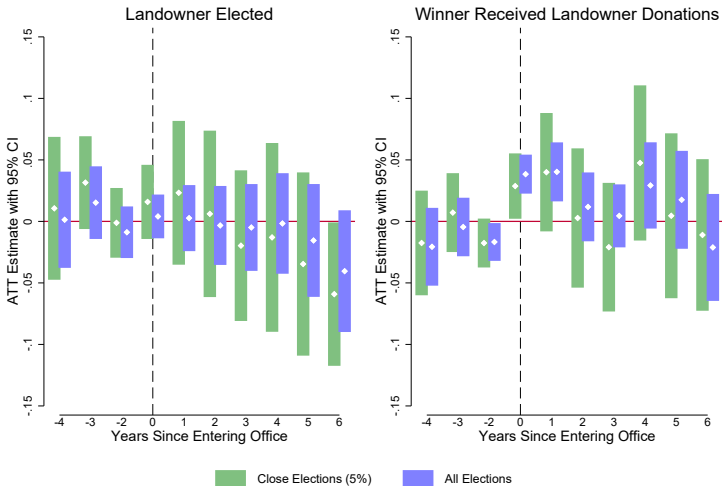 Landowner Elected
Winner Received Landowner Donations
ATT Estimate with 95% CI
.15
.1
.05
0
-.05
-.1
-.15
-4 -3 -2 0 1 2 3 4 5 6
Years Since Entering Office
ATT Estimate with 95% CI
.15
.1
.05
0
-.05
-.1
-.15
-4 -3 -2 0 1 2 3 4 5 6
Years Since Entering Office
Close Elections (5%)
All Elections